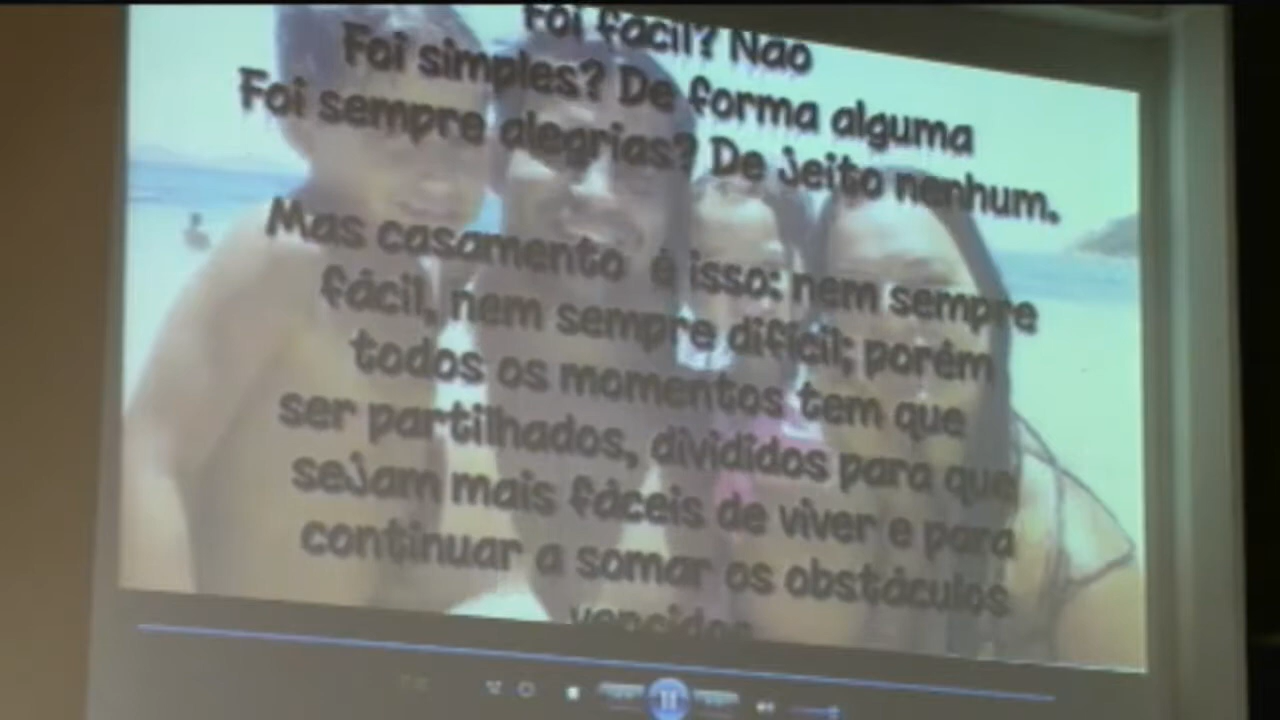 Foi fácil? Não
Foi simples? De forma alguma
Foi sempre alegrias? De jeito nenhum.
Mas casamento é isso: nem sempre
fácil, nem sempre difícil; porém
todos os momentos tem que
ser partilhados, divididos para que
sejam mais fáceis de viver e para
continuar a somar os obstáculos
vencidos